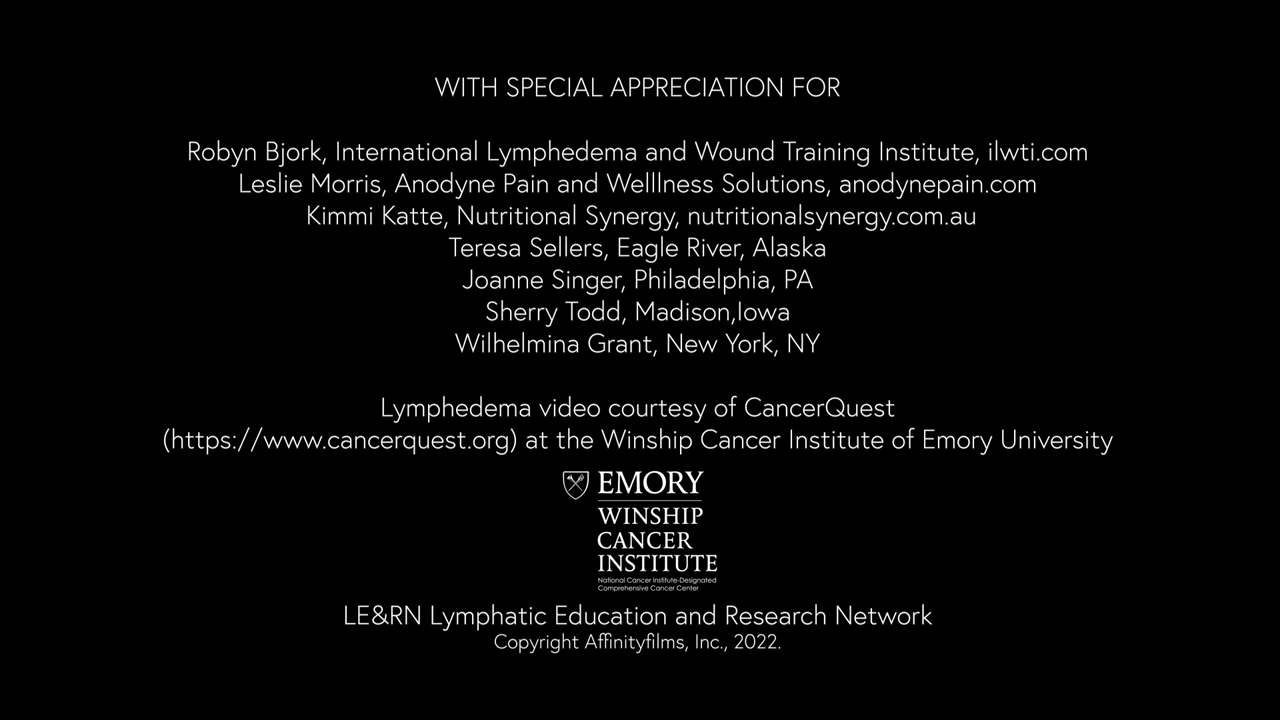 WITH SPECIAL APPRECIATION FOR
Robyn Bjork, International Lymphedema and Wound Training Institute, ilwti.com
Leslie Morris, Anodyne Pain and Welllness Solutions, anodynepain.com
Kimmi Katte, Nutritional Synergy, nutritionalsynergy.com.au
Teresa Sellers, Eagle River, Alaska
Joanne Singer, Philadelphia, PA
Sherry Todd, Madison,Iowa
Wilhelmina Grant, New York, NY
Lymphedema video courtesy of CancerQuest
(https://www.cancerquest.org) at the Winship Cancer Institute of Emory University
EMORY
WINSHIP
CANCER
INSTITUTE
National Cancer Institute-Designated
Comprehensive Cancer Center
LE&RN Lymphatic Education and Research Network
Copyright Affinityfilms, Inc., 2022.